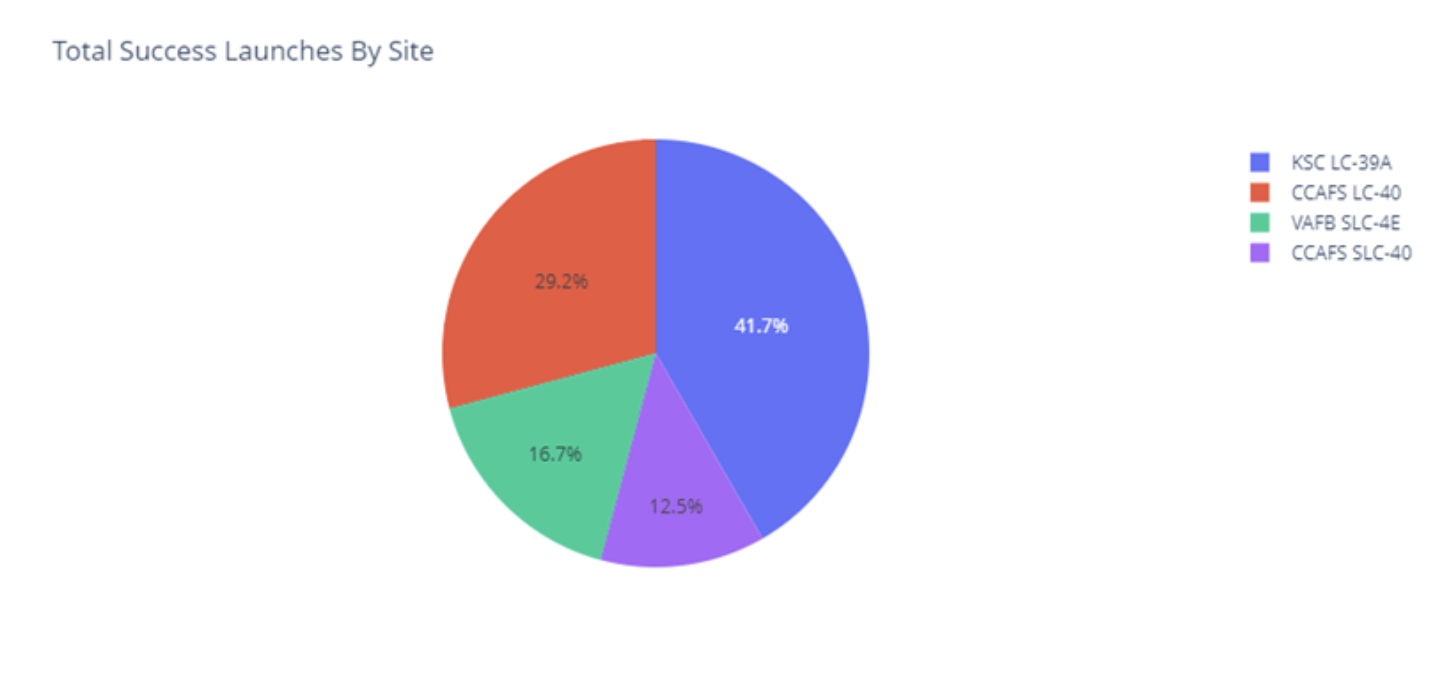 Total Success Launches By Site
KSC LC-39A
CCAFS LC-40
VAFB SLC-4E
CCAFS SLC-40
29.2%
41.7%
16.7%
12.5%